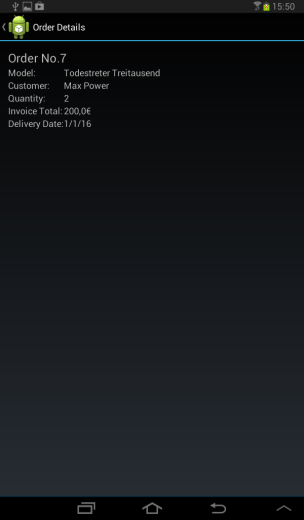 15:50
Order Details
Order No.7
Model: Todestreter Treitausend
Customer: Max Power
Quantity: 2
Invoice Total: 200,0€
Delivery Date:1/1/16